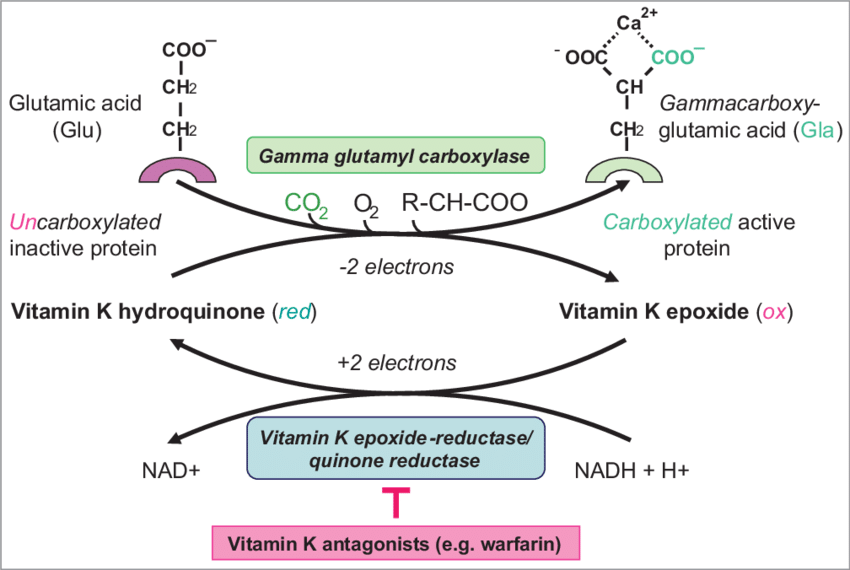 COO⁻
CH₂
CH₂
Glutamic acid
(Glu)
Ca²⁺
⁻OOC
COO⁻
CH
CH₂
Gammacarboxy-
glutamic acid (Gla)
Gamma glutamyl carboxylase
CO₂
O₂
R-CH-COO
Uncarboxylated
inactive protein
Carboxylated active
protein
-2 electrons
Vitamin K hydroquinone (red)
Vitamin K epoxide (ox)
+2 electrons
Vitamin K epoxide-reductase/
quinone reductase
NAD+
NADH + H+
Vitamin K antagonists (e.g. warfarin)